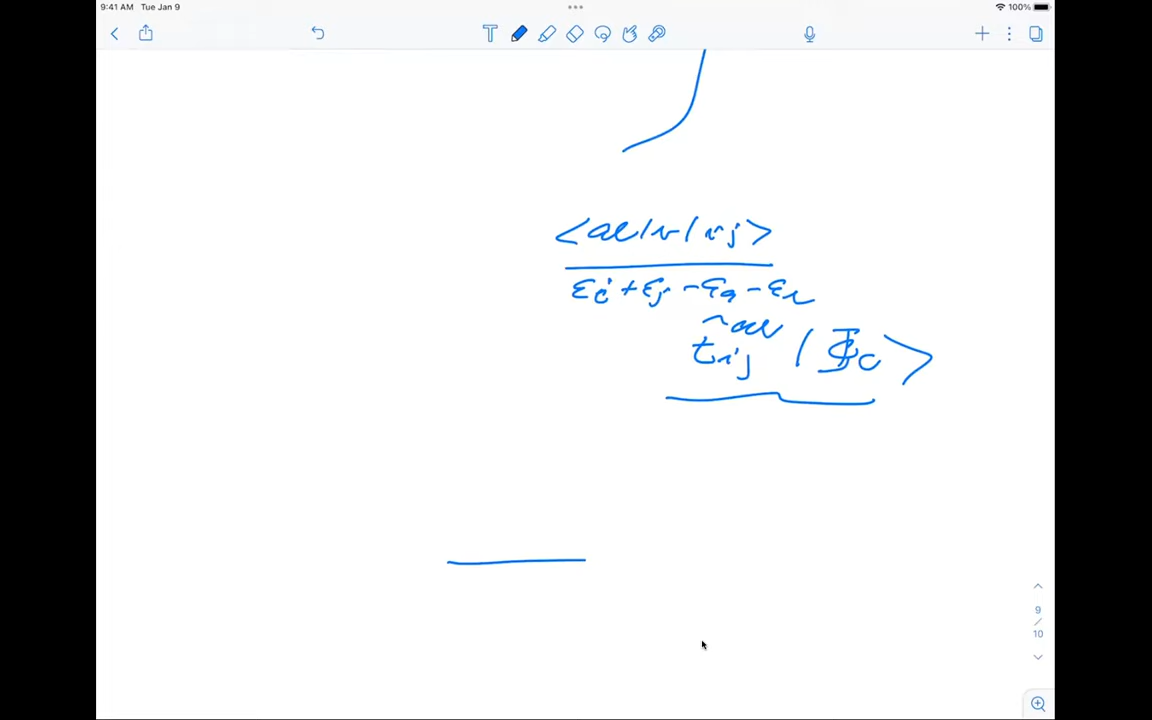 9:41 AM Tue Jan 9
100%
<ab|v|ij>
εi + εj - εa - εb
t̂ij^ab |Φ0>
9
/
10